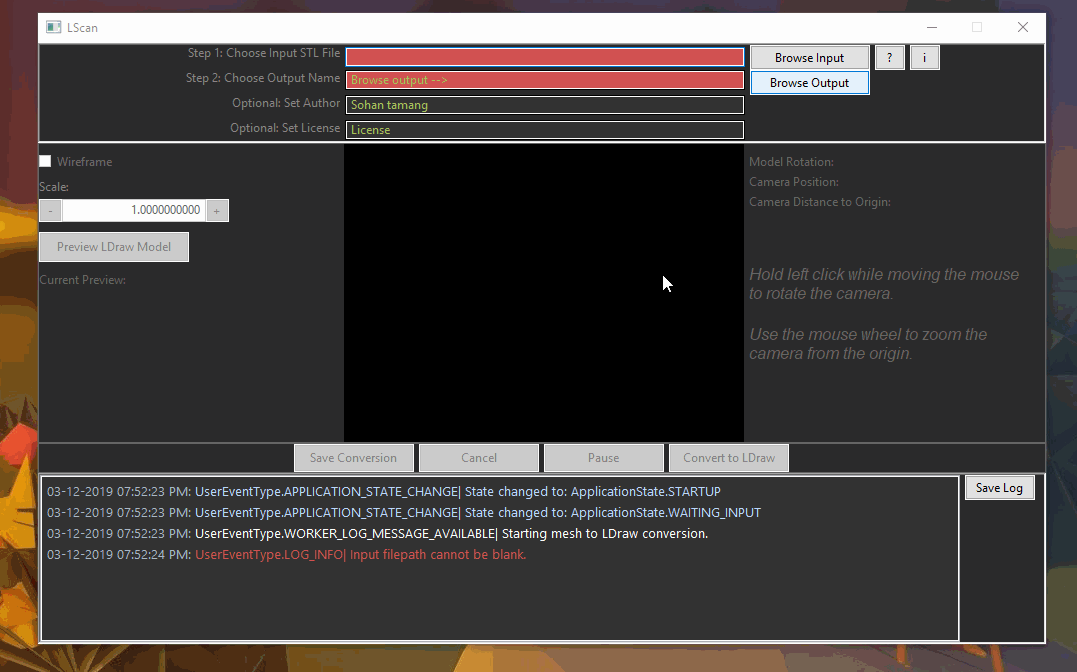 LScan
Step 1: Choose Input STL File
Browse Input
?
i
Step 2: Choose Output Name
Browse output -->
Browse Output
Optional: Set Author
Sohan tamang
Optional: Set License
License
Wireframe
Scale:
-
1.0000000000
+
Preview LDraw Model
Current Preview:
Model Rotation:
Camera Position:
Camera Distance to Origin:
Hold left click while moving the mouse
to rotate the camera.
Use the mouse wheel to zoom the
camera from the origin.
Save Conversion
Cancel
Pause
Convert to LDraw
03-12-2019 07:52:23 PM: UserEventType.APPLICATION_STATE_CHANGE| State changed to: ApplicationState.STARTUP
03-12-2019 07:52:23 PM: UserEventType.APPLICATION_STATE_CHANGE| State changed to: ApplicationState.WAITING_INPUT
03-12-2019 07:52:23 PM: UserEventType.WORKER_LOG_MESSAGE_AVAILABLE| Starting mesh to LDraw conversion.
03-12-2019 07:52:24 PM: UserEventType.LOG_INFO| Input filepath cannot be blank.
Save Log